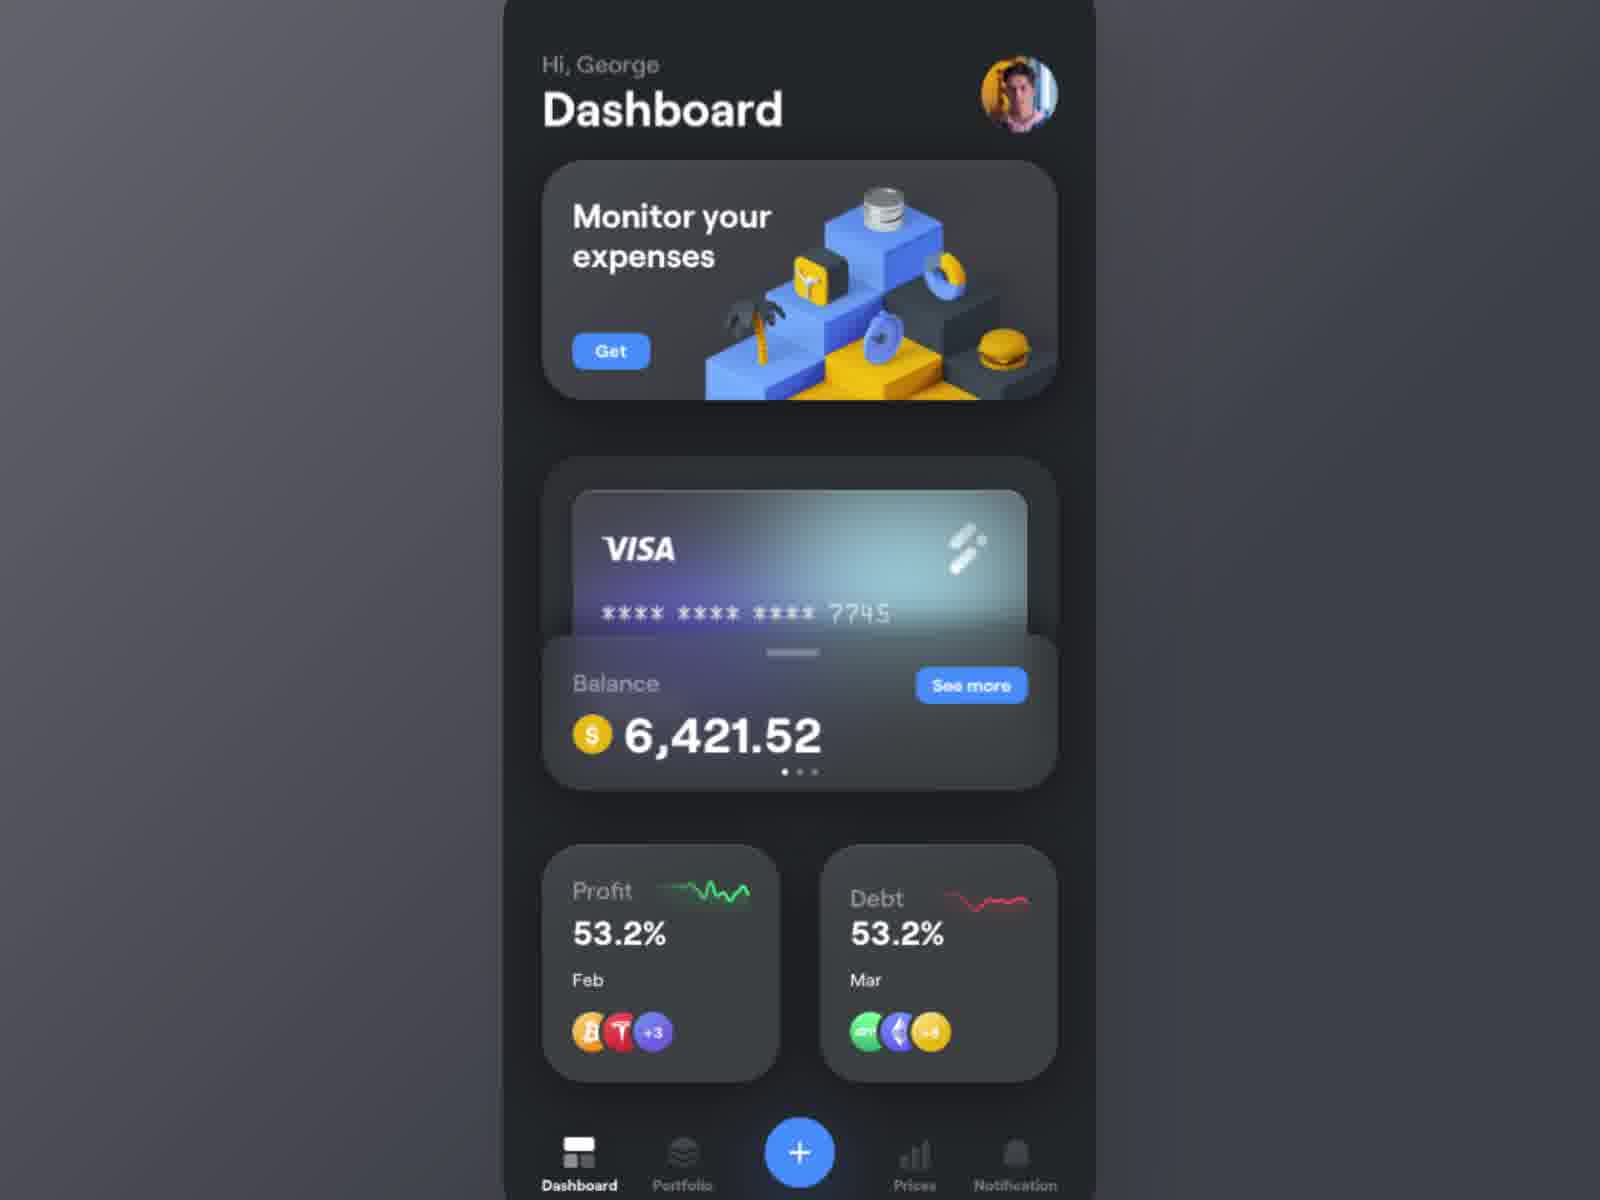 Hi, George
Dashboard
Monitor your
expenses
Get
VISA
**** **** **** 7745
Balance
See more
$ 6,421.52
Profit
53.2%
Feb
+3
Debt
53.2%
Mar
Dashboard
Portfolio
+
Prices
Notification